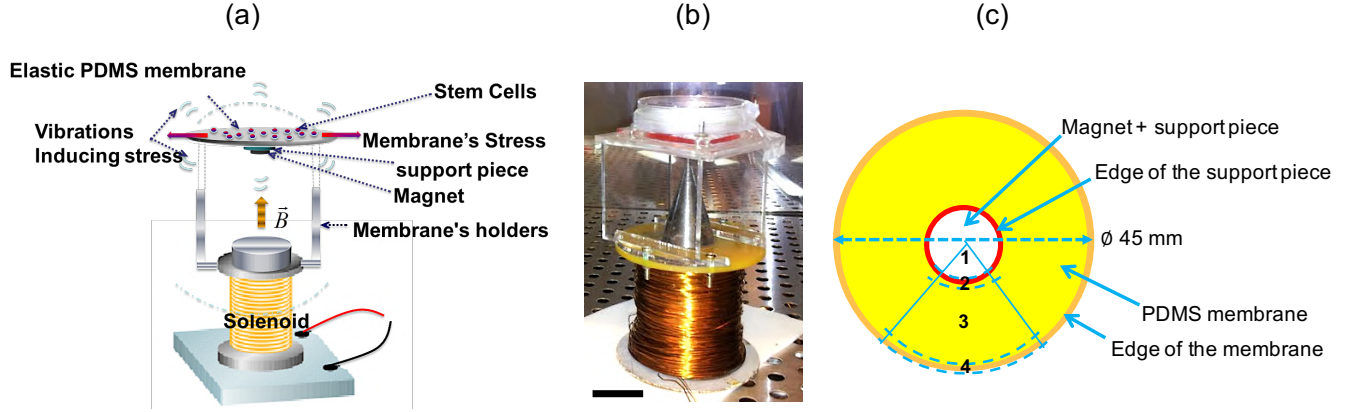 (a)
(b)
(c)
Elastic PDMS membrane
Stem Cells
Vibrations
Inducing stress
Membrane's Stress
support piece
Magnet
B
Membrane's holders
Solenoid
Magnet + support piece
Edge of the support piece
Ø 45 mm
1
2
3
4
PDMS membrane
Edge of the membrane